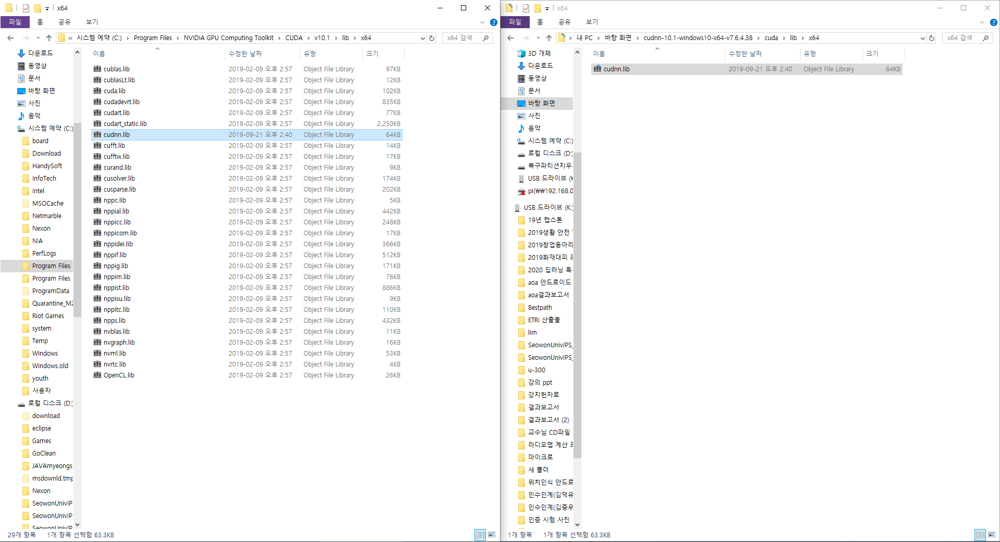 x64
파일 홈 공유 보기
« 시스템 예약 (C:) › Program Files › NVIDIA GPU Computing Toolkit › CUDA › v10.1 › lib › x64
x64 검색
다운로드
동영상
문서
바탕 화면
사진
음악
시스템 예약 (C:)
board
Download
HandySoft
InfoTech
Intel
MSOCache
Netmarble
Nexon
NIA
PerfLogs
Program Files
Program Files
ProgramData
Quarantine_MZ
Riot Games
system
Temp
Windows
Windows.old
youth
사용자
로컬 디스크 (D:)
download
eclipse
Games
GoClean
JAVAmyeongs
msdownld.tmp
Nexon
SeowonUnivIP
SeowonUnivIP
SeowonUnivIP
이름 수정한 날짜 유형 크기
cublas.lib 2019-02-09 오후 2:57 Object File Library 97KB
cublasLt.lib 2019-02-09 오후 2:57 Object File Library 12KB
cuda.lib 2019-02-09 오후 2:57 Object File Library 102KB
cudadevrt.lib 2019-02-09 오후 2:57 Object File Library 835KB
cudart.lib 2019-02-09 오후 2:57 Object File Library 77KB
cudart_static.lib 2019-02-09 오후 2:57 Object File Library 2,250KB
cudnn.lib 2019-09-21 오후 2:40 Object File Library 64KB
cufft.lib 2019-02-09 오후 2:57 Object File Library 14KB
cufftw.lib 2019-02-09 오후 2:57 Object File Library 17KB
curand.lib 2019-02-09 오후 2:57 Object File Library 9KB
cusolver.lib 2019-02-09 오후 2:57 Object File Library 174KB
cusparse.lib 2019-02-09 오후 2:57 Object File Library 202KB
nppc.lib 2019-02-09 오후 2:57 Object File Library 5KB
nppial.lib 2019-02-09 오후 2:57 Object File Library 442KB
nppicc.lib 2019-02-09 오후 2:57 Object File Library 248KB
nppicom.lib 2019-02-09 오후 2:57 Object File Library 17KB
nppidei.lib 2019-02-09 오후 2:57 Object File Library 366KB
nppif.lib 2019-02-09 오후 2:57 Object File Library 512KB
nppig.lib 2019-02-09 오후 2:57 Object File Library 171KB
nppim.lib 2019-02-09 오후 2:57 Object File Library 76KB
nppist.lib 2019-02-09 오후 2:57 Object File Library 886KB
nppisu.lib 2019-02-09 오후 2:57 Object File Library 9KB
nppitc.lib 2019-02-09 오후 2:57 Object File Library 110KB
npps.lib 2019-02-09 오후 2:57 Object File Library 432KB
nvblas.lib 2019-02-09 오후 2:57 Object File Library 11KB
nvgraph.lib 2019-02-09 오후 2:57 Object File Library 16KB
nvml.lib 2019-02-09 오후 2:57 Object File Library 53KB
nvrtc.lib 2019-02-09 오후 2:57 Object File Library 4KB
OpenCL.lib 2019-02-09 오후 2:57 Object File Library 26KB
29개 항목 1개 항목 선택함 63.3KB
x64
파일 홈 공유 보기
› 내 PC › 바탕 화면 › cudnn-10.1-windows10-x64-v7.6.4.38 › cuda › lib › x64
x64 검색
3D 개체
다운로드
동영상
문서
바탕 화면
사진
음악
시스템 예약 (C:)
로컬 디스크 (D:)
복구파티션지우
USB 드라이브 (K
pi(₩₩192.168.0
USB 드라이브 (K:)
19년 캡스톤
2019생활 안전
2019창업동아리
2019화재대피
2020 딥러닝 특
aoa 안드로이드
aoa결과보고서
Bestpath
ETRI 산출물
lim
SeowonUnivIPS_
SeowonUnivIPS_
u-300
강의 ppt
강지헌자료
결과보고서
결과보고서 (2)
교수님 CD파일
라디오맵 계산
마이크로
새 폴더
위치인식 안드로
인수인계(김덕유
인수인계(김중우
인증 시험 사진
이름 수정한 날짜 유형 크기
cudnn.lib 2019-09-21 오후 2:40 Object File Library 64KB
1개 항목 1개 항목 선택함 63.3KB